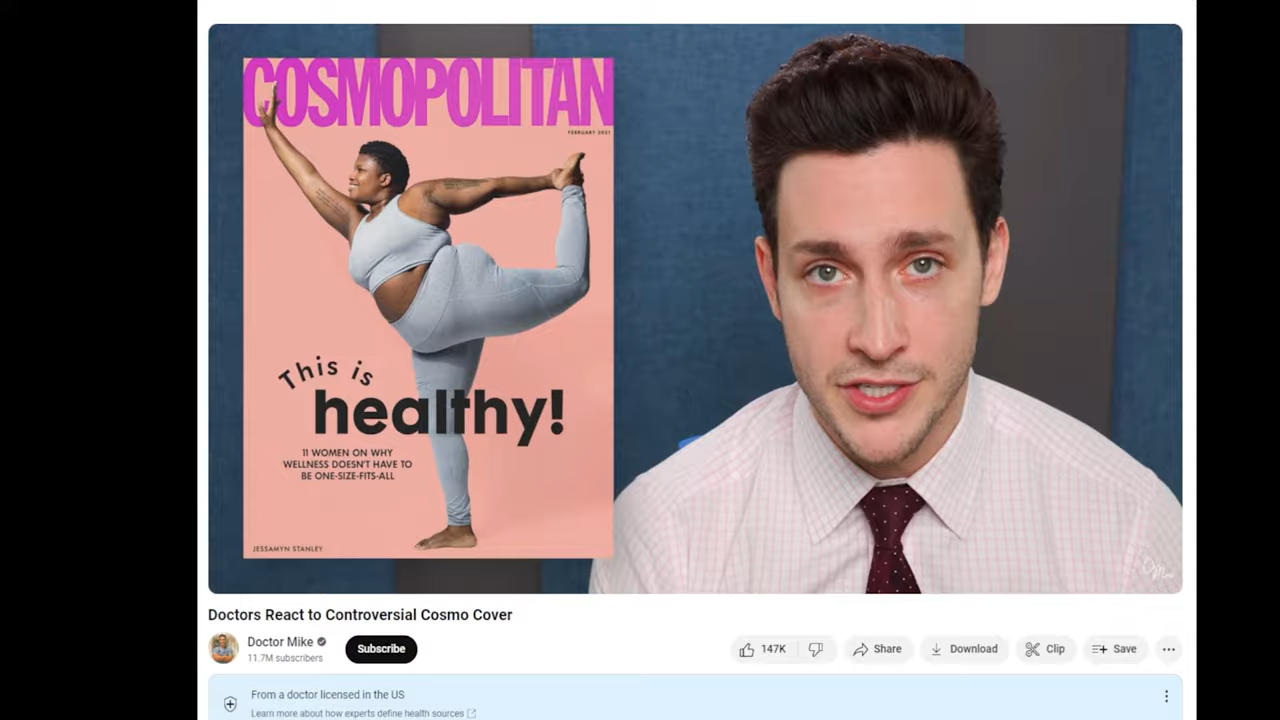 COSMOPOLITAN
FEBRUARY 2021
This is
healthy!
11 WOMEN ON WHY
WELLNESS DOESN'T HAVE TO
BE ONE-SIZE-FITS-ALL
JESSAMYN STANLEY
Doctors React to Controversial Cosmo Cover
Doctor Mike
11.7M subscribers
Subscribe
147K
Share
Download
Clip
Save
From a doctor licensed in the US
Learn more about how experts define health sources